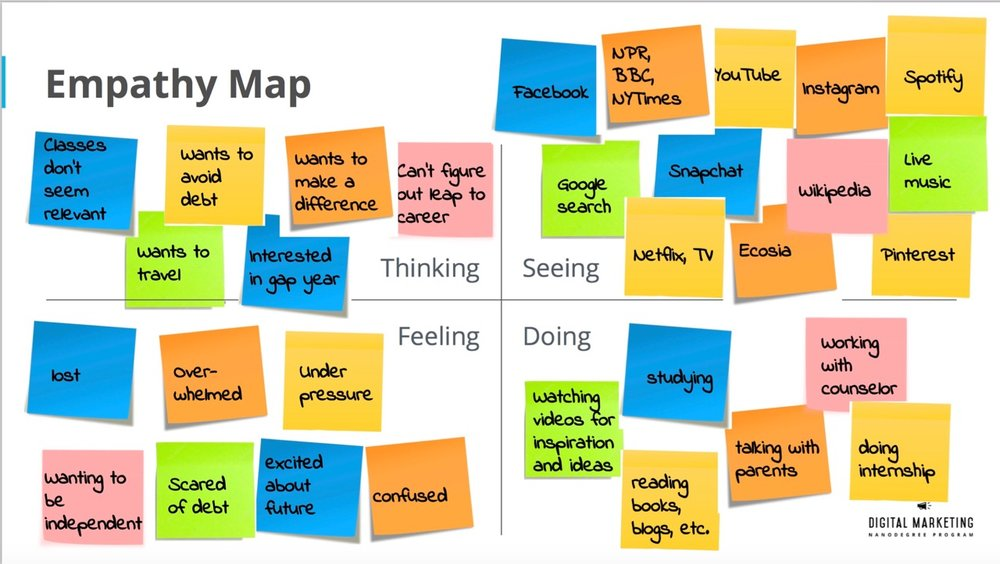 Empathy Map
Classes
don't
seem
relevant
Wants to
avoid
debt
Wants to
make a
difference
Can't figure
out leap to
career
Wants to
travel
Interested
in gap year
Thinking
Facebook
NPR,
BBC,
NYTimes
YouTube
Instagram
Spotify
Google
search
Snapchat
Wikipedia
Live
music
Netflix, TV
Ecosia
Pinterest
Seeing
Feeling
lost
Over-
whelmed
Under
pressure
Wanting to
be
independent
Scared
of debt
excited
about
future
confused
Doing
Watching
videos for
inspiration
and ideas
studying
Working
with
counselor
reading
books,
blogs, etc.
talking with
parents
doing
internship
DIGITAL MARKETING
NANODEGREE PROGRAM